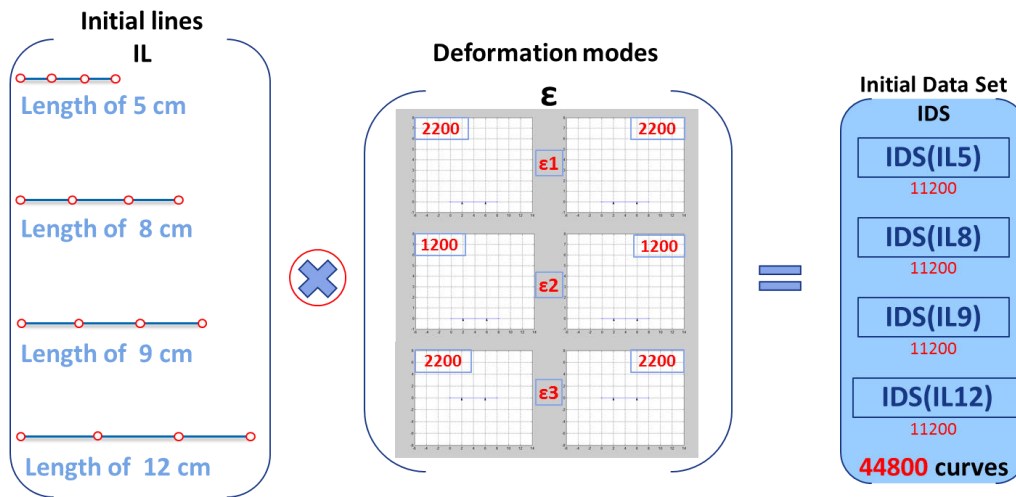 Initial lines
IL
Length of 5 cm
Length of 8 cm
Length of 9 cm
Length of 12 cm
Deformation modes
ε
2200
2200
ε1
1200
1200
ε2
2200
2200
ε3
Initial Data Set
IDS
IDS(IL5)
11200
IDS(IL8)
11200
IDS(IL9)
11200
IDS(IL12)
11200
44800 curves